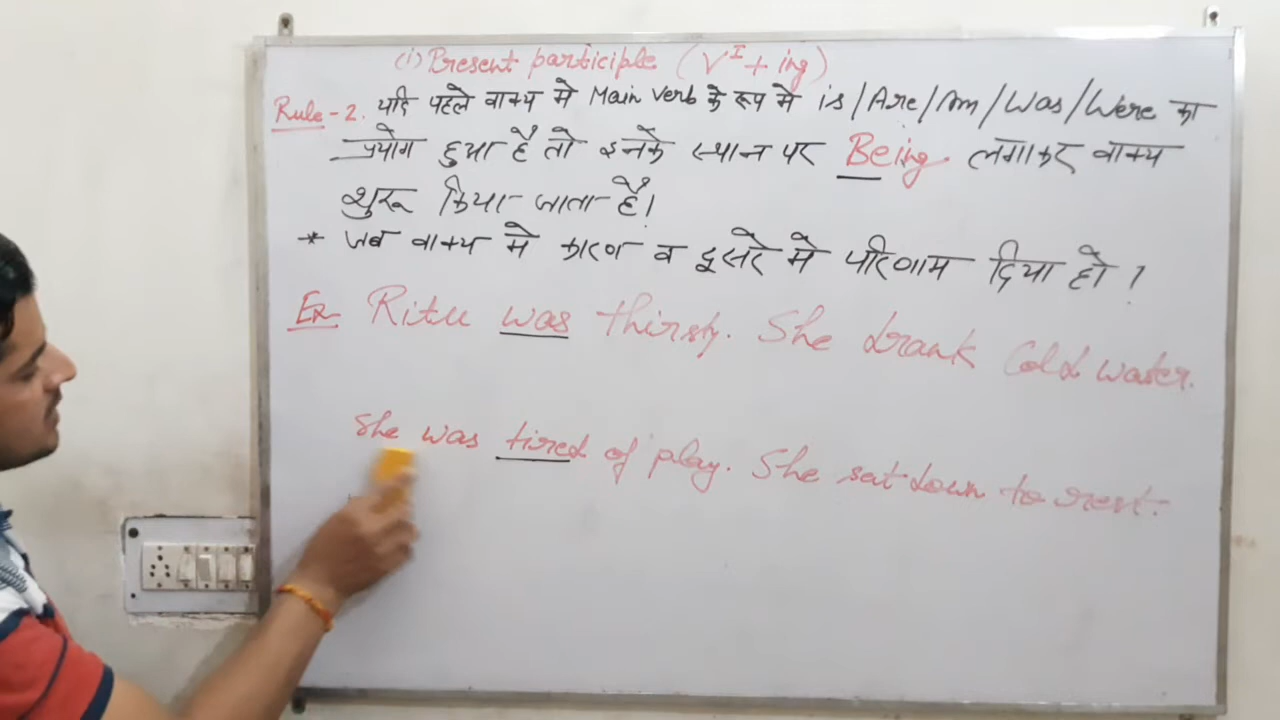 (i) Present participle (V^I + ing)
Rule-2. यदि पहले वाक्य मे Main verb के रूप मे is/Are/Am/Was/Were का
प्रयोग हुया है तो इनके स्थान पर Being लगाकर वाक्य
शुरू किया जाता है।
* जब वाक्य मे कारण व दूसरे मे परिणाम दिया हो।
Ex Ritu was thirsty. She drank Cold water.
She was tired of play. She sat down to rest.